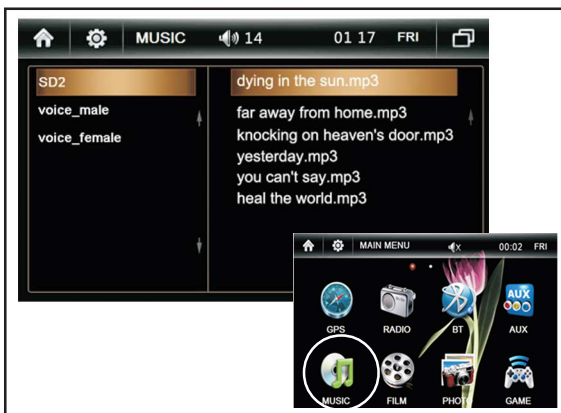 MUSIC 14 01 17 FRI
SD2
voice_male
voice_female
dying in the sun.mp3
far away from home.mp3
knocking on heaven's door.mp3
yesterday.mp3
you can't say.mp3
heal the world.mp3
MAIN MENU 00:02 FRI
GPS RADIO BT AUX
AUX
MUSIC FILM PHOTO GAME